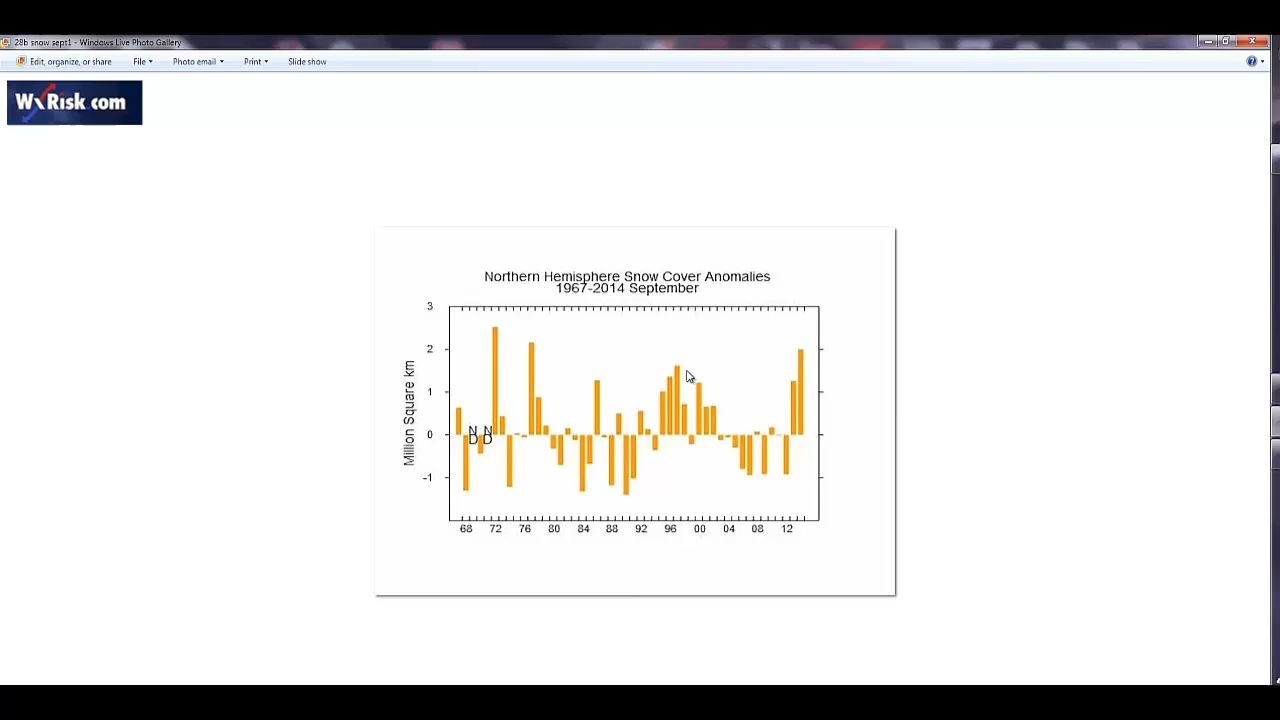 28b snow sept1 - Windows Live Photo Gallery
Edit, organize, or share File Photo email Print Slide show
WxRisk.com
Northern Hemisphere Snow Cover Anomalies
1967-2014 September
Million Square km
3
2
1
0
-1
N N
D D
68 72 76 80 84 88 92 96 00 04 08 12